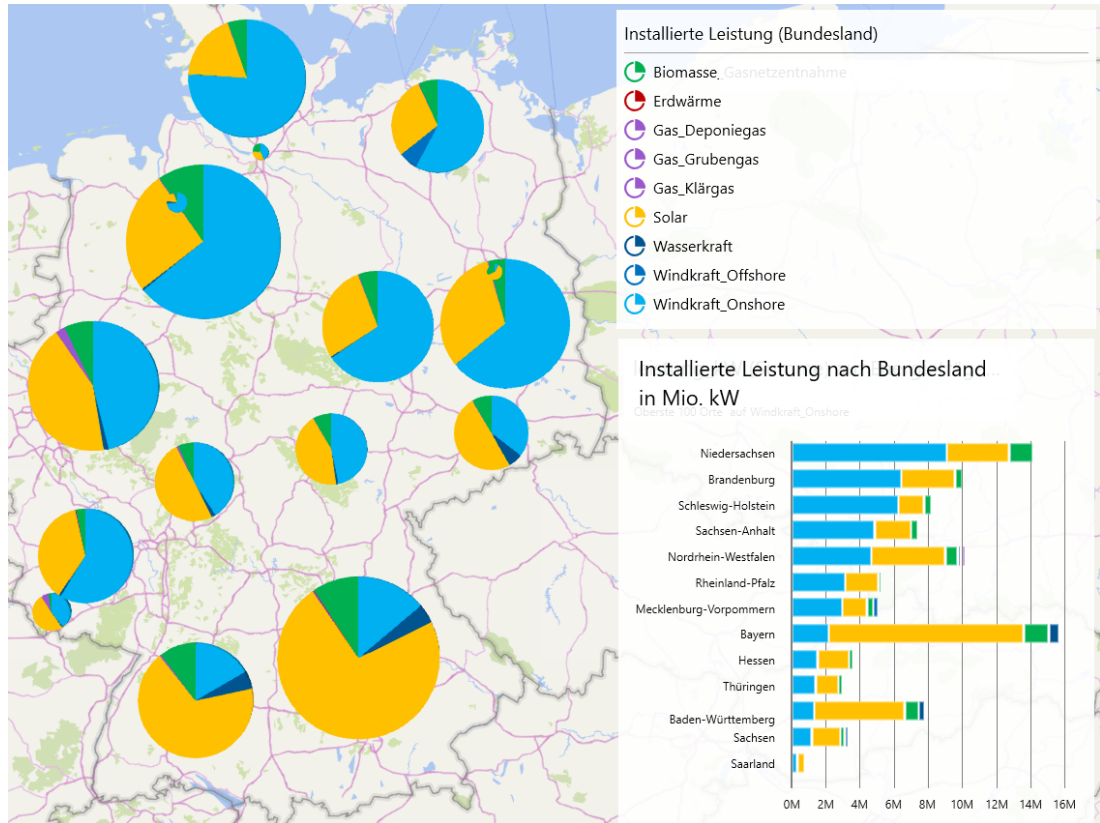 Installierte Leistung (Bundesland)
Biomasse_Gasnetzentnahme
Erdwärme
Gas_Deponiegas
Gas_Grubengas
Gas_Klärgas
Solar
Wasserkraft
Windkraft_Offshore
Windkraft_Onshore
Installierte Leistung nach Bundesland
in Mio. kW
Oberste 100 Orte auf Windkraft_Onshore
Niedersachsen
Brandenburg
Schleswig-Holstein
Sachsen-Anhalt
Nordrhein-Westfalen
Rheinland-Pfalz
Mecklenburg-Vorpommern
Bayern
Hessen
Thüringen
Baden-Württemberg
Sachsen
Saarland
0M 2M 4M 6M 8M 10M 12M 14M 16M